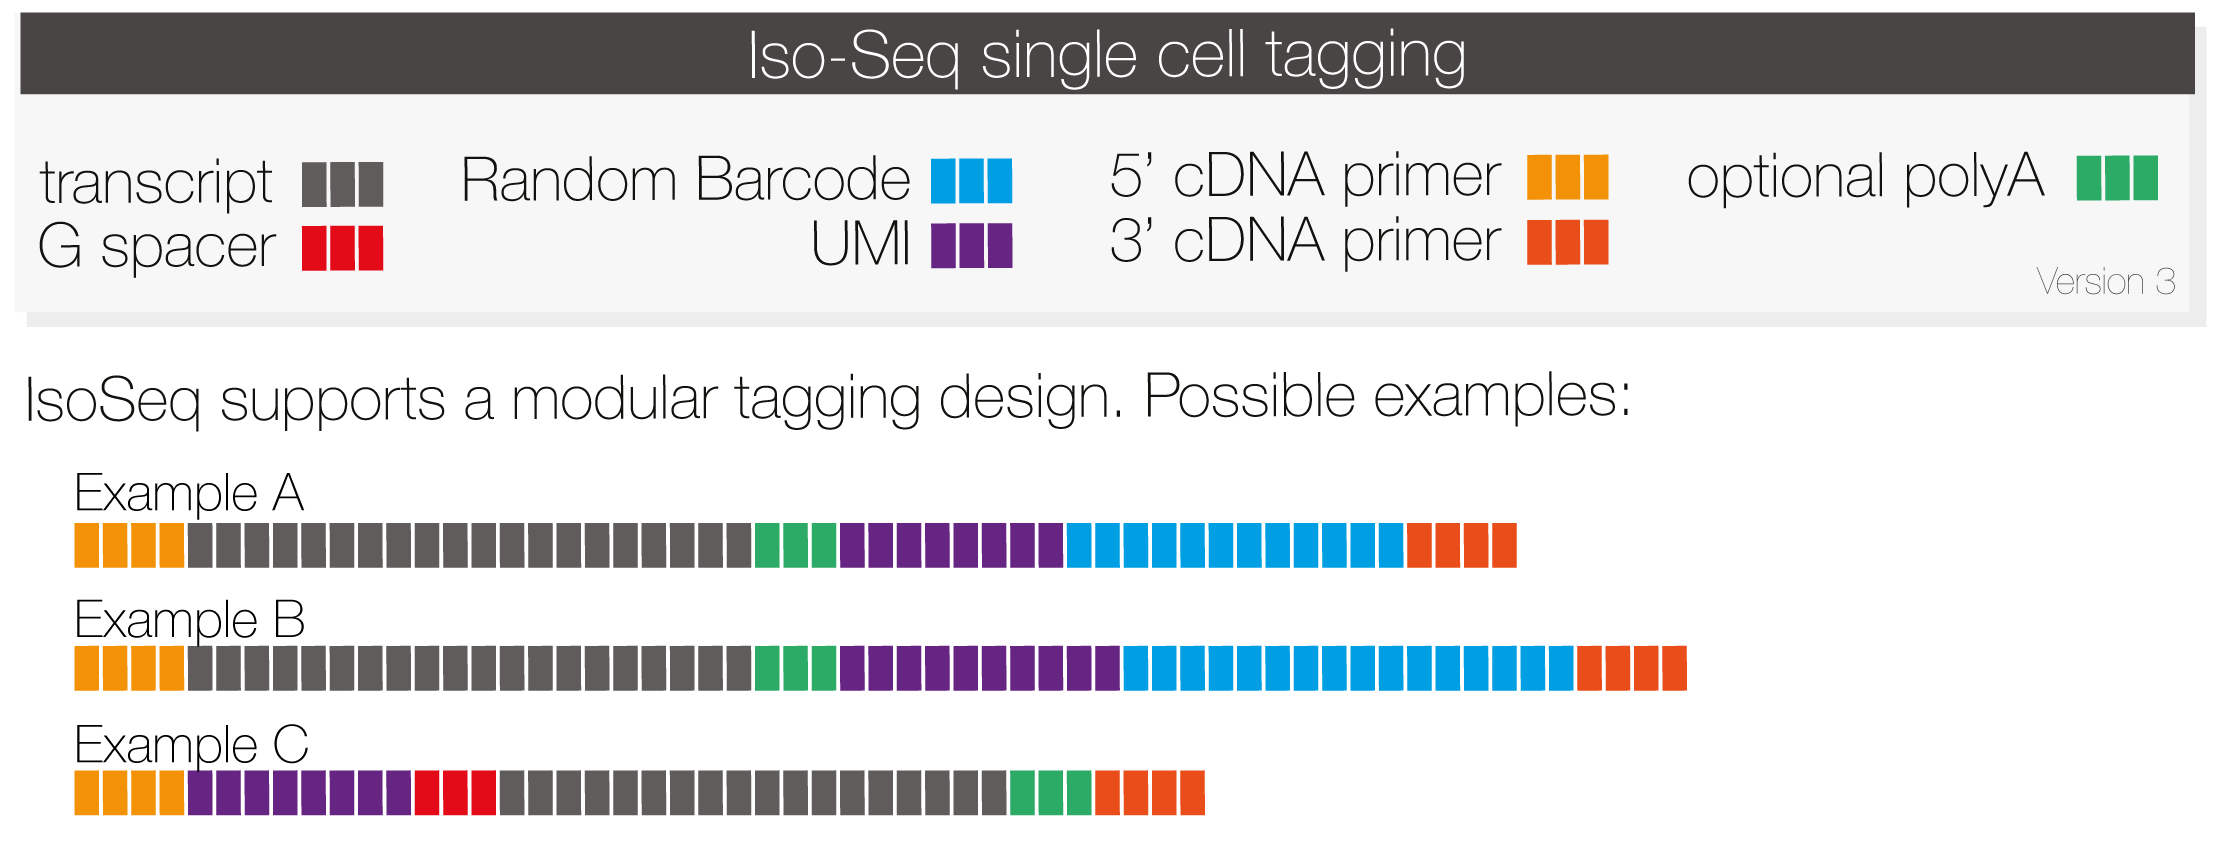 Iso-Seq single cell tagging
transcript Random Barcode 5’ cDNA primer optional polyA
G spacer UMI 3’ cDNA primer
Version 3
IsoSeq supports a modular tagging design. Possible examples:
Example A
Example B
Example C